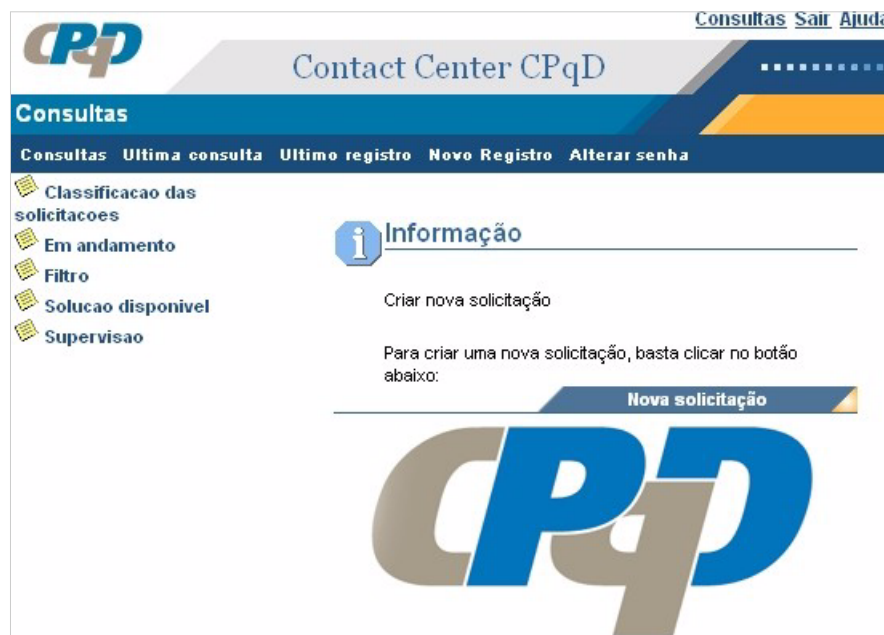 CPqD
Consultas Sair Ajuda
Contact Center CPqD
Consultas
Consultas Ultima consulta Ultimo registro Novo Registro Alterar senha
Classificacao das
solicitacoes
Em andamento
Filtro
Solucao disponivel
Supervisao
Informação
Criar nova solicitação
Para criar uma nova solicitação, basta clicar no botão
abaixo:
Nova solicitação
CPqD